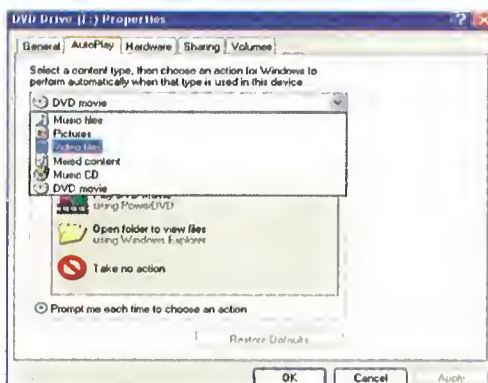 DVD Drive (I:) Properties
General AutoPlay Hardware Sharing Volumes
Select a content type, then choose an action for Windows to
perform automatically when that type is used in this device
DVD movie
Music files
Pictures
Video files
Mixed content
Music CD
DVD movie
Play DVD Movie
using PowerDVD
Open folder to view files
using Windows Explorer
Take no action
Prompt me each time to choose an action
Restore Defaults
OK Cancel Apply